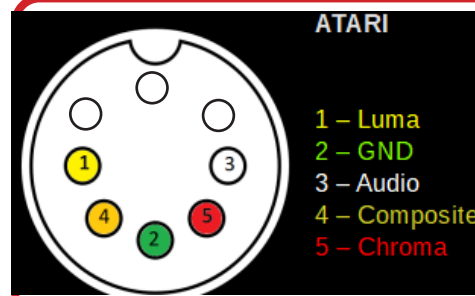 ATARI
1 – Luma
2 – GND
3 – Audio
4 – Composite
5 – Chroma
1
3
4
5
2